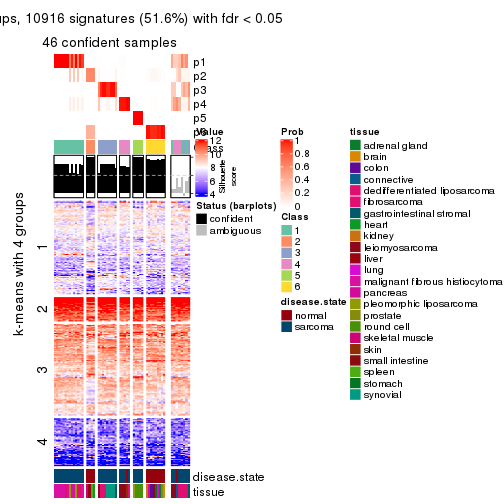 ups, 10916 signatures (51.6%) with fdr < 0.05
46 confident samples
p1
p2
p3
p4
p5
Value
12
10
8
6
4
Silhouette
score
Status (barplots)
confident
ambiguous
Prob
1
0.8
0.6
0.4
0.2
0
Class
1
2
3
4
5
6
disease.state
normal
sarcoma
tissue
adrenal gland
brain
colon
connective
dedifferentiated liposarcoma
fibrosarcoma
gastrointestinal stromal
heart
kidney
leiomyosarcoma
liver
lung
malignant fibrous histiocytoma
pancreas
pleomorphic liposarcoma
prostate
round cell
skeletal muscle
skin
small intestine
spleen
stomach
synovial
k-means with 4 groups
1
2
3
4
disease.state
tissue